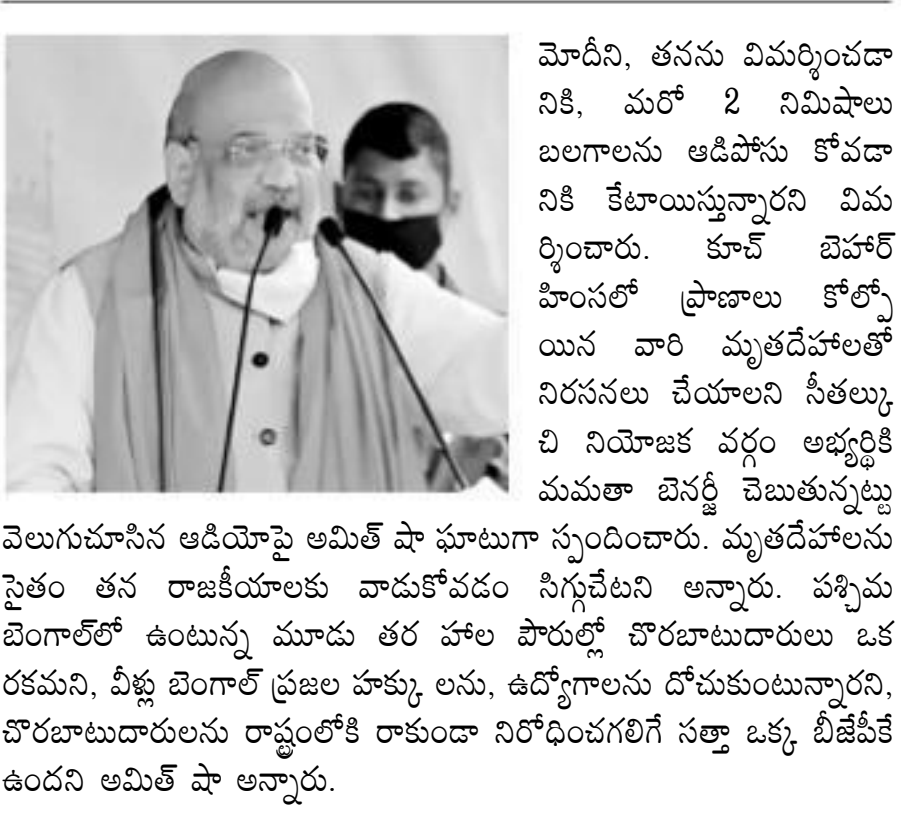 మోదీని, తనను విమర్శించడా
నికి, మరో 2 నిమిషాలు
బలగాలను ఆడిపోసు కోవడా
నికి కేటాయిస్తున్నారని విమ
ర్శించారు. కూచ్ బెహార్
హింసలో ప్రాణాలు కోల్పో
యిన వారి మృతదేహాలతో
నిరసనలు చేయాలని సీతల్కు
చి నియోజక వర్గం అభ్యర్థికి
మమతా బెనర్జీ చెబుతున్నట్టు
వెలుగుచూసిన ఆడియోపై అమిత్ షా ఘాటుగా స్పందించారు. మృతదేహాలను
సైతం తన రాజకీయాలకు వాడుకోవడం సిగ్గుచేటని అన్నారు. పశ్చిమ
బెంగాల్‌లో ఉంటున్న మూడు తర హాల పౌరుల్లో చొరబాటుదారులు ఒక
రకమని, వీళ్లు బెంగాల్ ప్రజల హక్కు లను, ఉద్యోగాలను దోచుకుంటున్నారని,
చొరబాటుదారులను రాష్ట్రంలోకి రాకుండా నిరోధించగలిగే సత్తా ఒక్క బీజేపీకే
ఉందని అమిత్ షా అన్నారు.